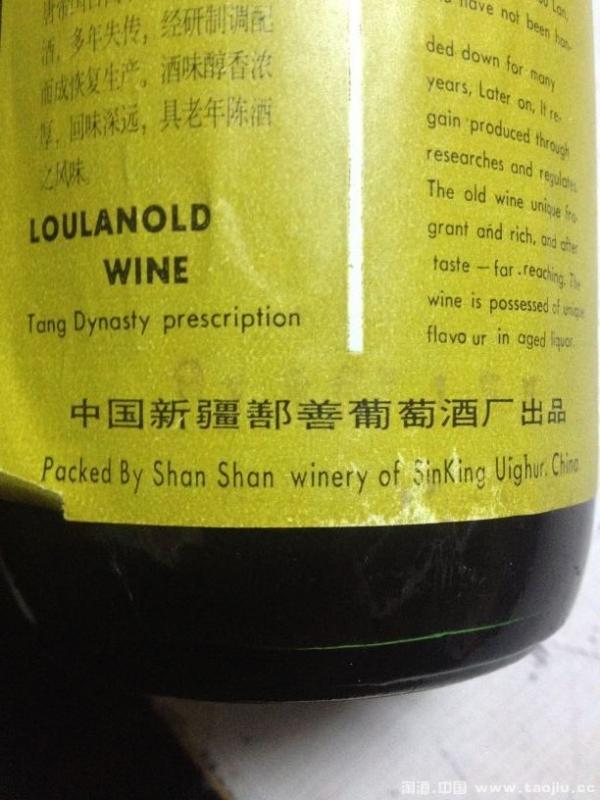 酒，多年失传，经研制调配
而成恢复生产。酒味醇香浓
厚，回味深远，具老年陈酒
之风味
LOULANOLD
WINE
Tang Dynasty prescription
Lan,
have not been han-
ded down for many
years, Later on, It re-
gain produced through
researches and regulates
The old wine unique fra-
grant and rich, and after
taste — far-reaching. The
wine is possessed of unique
flavo ur in aged liquor.
中国新疆鄯善葡萄酒厂出品
Packed By Shan Shan winery of SinKing Uighur. China
淘酒.中国 www.taojiu.cc